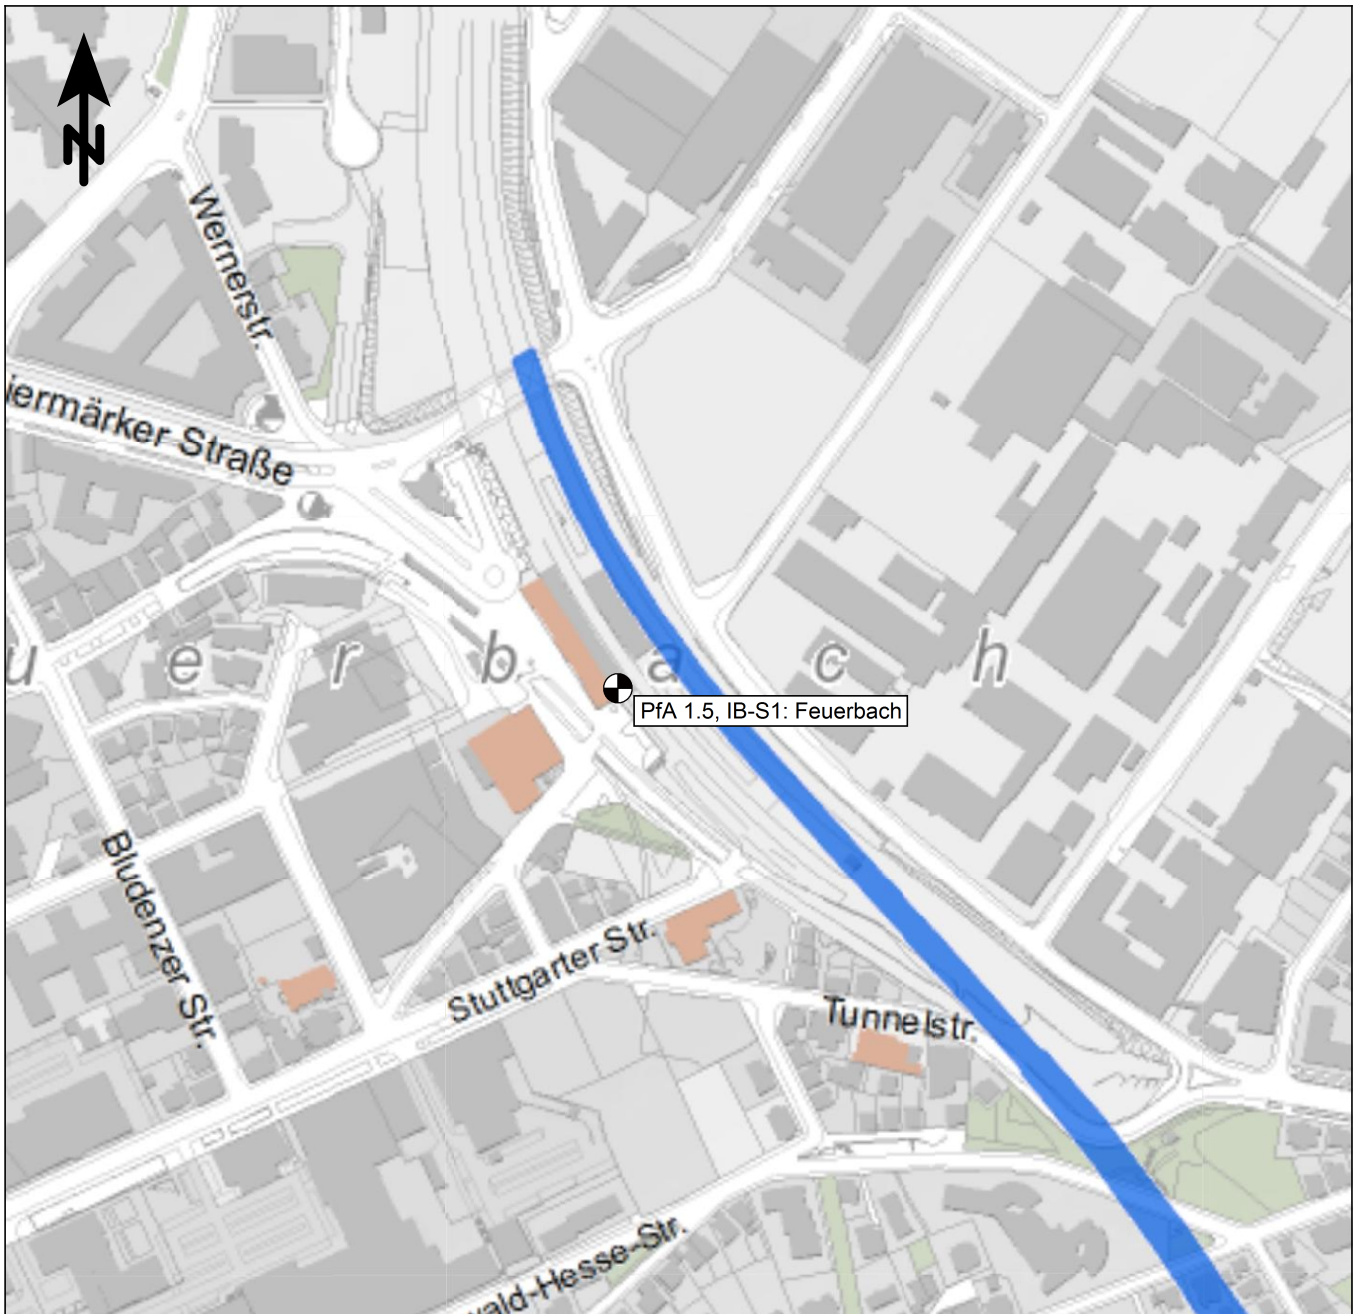 N
Wernerstr.
iermärker Straße
u e r b a c h
PfA 1.5, IB-S1: Feuerbach
Bludenzer Str.
Stuttgarter Str.
Tunnelstr.
wald-Hesse-Str.